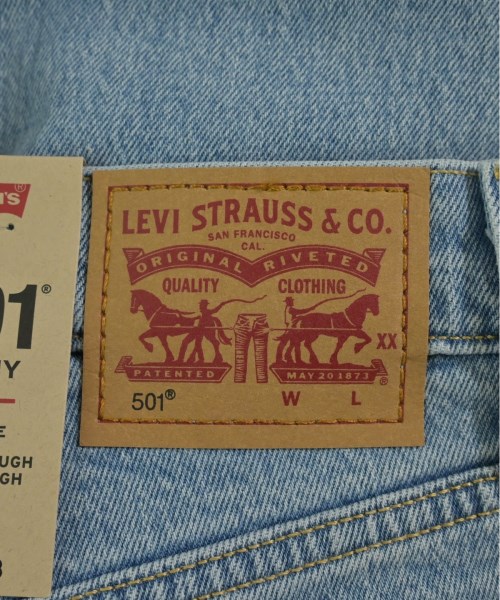 LEVI STRAUSS & CO.
SAN FRANCISCO
CAL.
ORIGINAL RIVETED
QUALITY CLOTHING
XX
PATENTED MAY 20 1873
®
501® W L
®
'S
01®
Y
E
UGH
GH